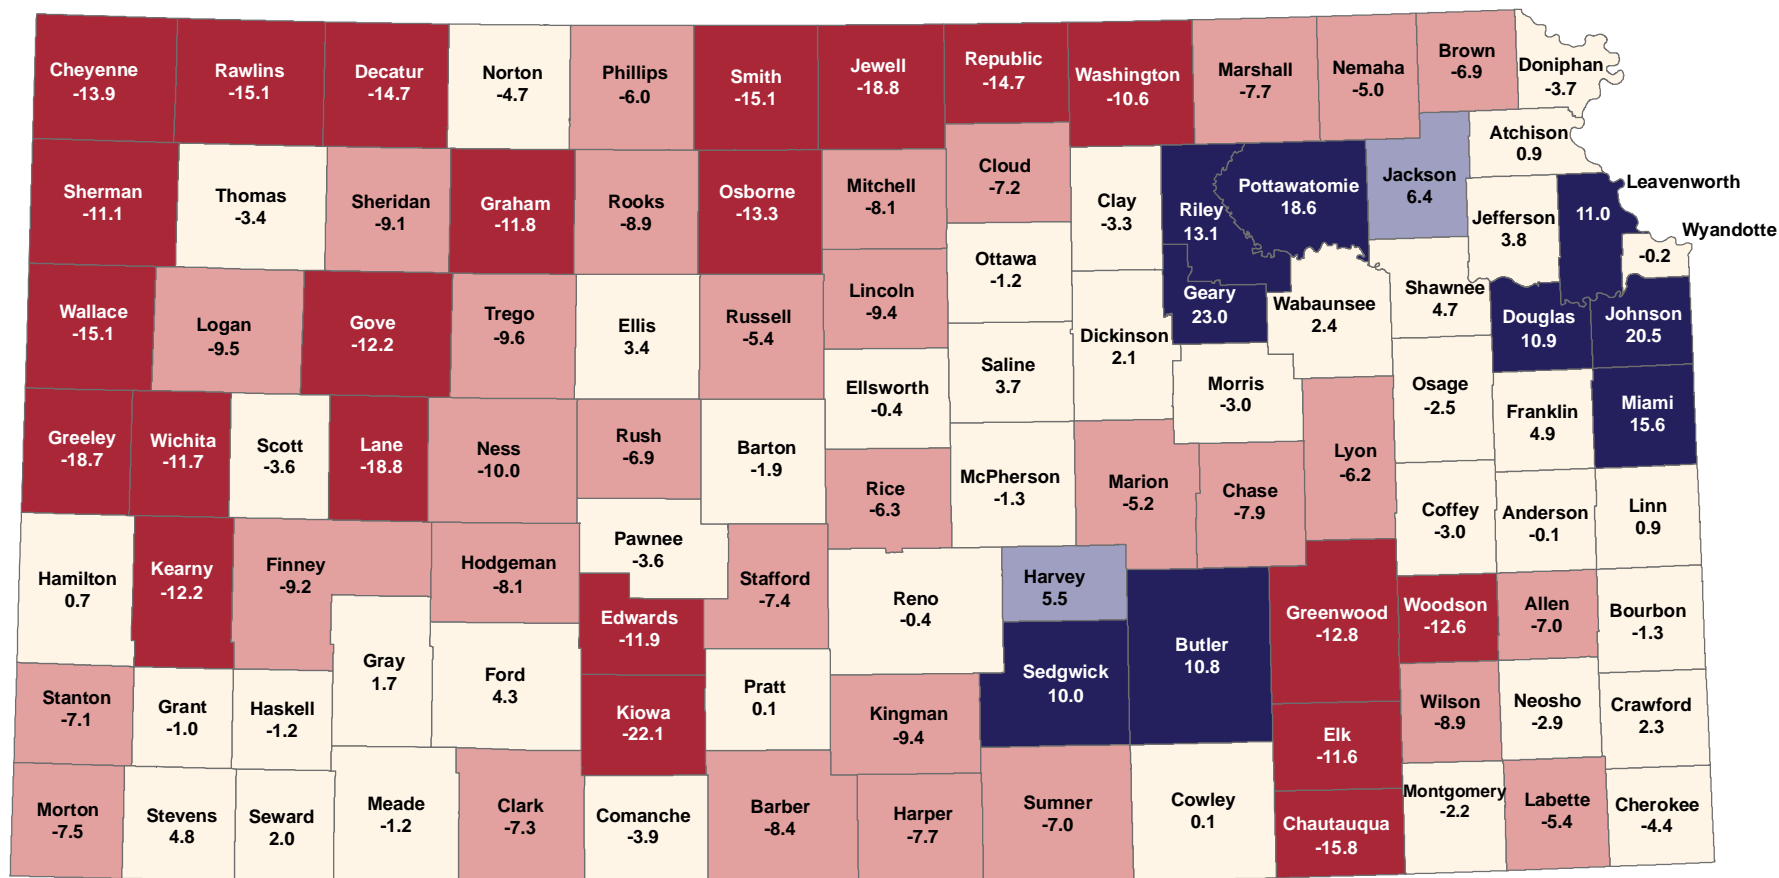 Cheyenne
-13.9
Rawlins
-15.1
Decatur
-14.7
Norton
-4.7
Phillips
-6.0
Smith
-15.1
Jewell
-18.8
Republic
-14.7
Washington
-10.6
Marshall
-7.7
Nemaha
-5.0
Brown
-6.9
Doniphan
-3.7
Atchison
0.9
Sherman
-11.1
Thomas
-3.4
Sheridan
-9.1
Graham
-11.8
Rooks
-8.9
Osborne
-13.3
Mitchell
-8.1
Cloud
-7.2
Clay
-3.3
Riley
13.1
Pottawatomie
18.6
Jackson
6.4
Jefferson
3.8
Leavenworth
11.0
Wyandotte
-0.2
Ottawa
-1.2
Wallace
-15.1
Logan
-9.5
Gove
-12.2
Trego
-9.6
Ellis
3.4
Russell
-5.4
Lincoln
-9.4
Saline
3.7
Dickinson
2.1
Geary
23.0
Wabaunsee
2.4
Shawnee
4.7
Douglas
10.9
Johnson
20.5
Ellsworth
-0.4
Morris
-3.0
Osage
-2.5
Franklin
4.9
Miami
15.6
Greeley
-18.7
Wichita
-11.7
Scott
-3.6
Lane
-18.8
Ness
-10.0
Rush
-6.9
Barton
-1.9
Rice
-6.3
McPherson
-1.3
Marion
-5.2
Chase
-7.9
Lyon
-6.2
Coffey
-3.0
Anderson
-0.1
Linn
0.9
Hamilton
0.7
Kearny
-12.2
Finney
-9.2
Hodgeman
-8.1
Pawnee
-3.6
Stafford
-7.4
Edwards
-11.9
Reno
-0.4
Harvey
5.5
Butler
10.8
Greenwood
-12.8
Woodson
-12.6
Allen
-7.0
Bourbon
-1.3
Gray
1.7
Ford
4.3
Pratt
0.1
Sedgwick
10.0
Stanton
-7.1
Grant
-1.0
Haskell
-1.2
Kiowa
-22.1
Kingman
-9.4
Elk
-11.6
Wilson
-8.9
Neosho
-2.9
Crawford
2.3
Morton
-7.5
Stevens
4.8
Seward
2.0
Meade
-1.2
Clark
-7.3
Comanche
-3.9
Barber
-8.4
Harper
-7.7
Sumner
-7.0
Cowley
0.1
Chautauqua
-15.8
Montgomery
-2.2
Labette
-5.4
Cherokee
-4.4